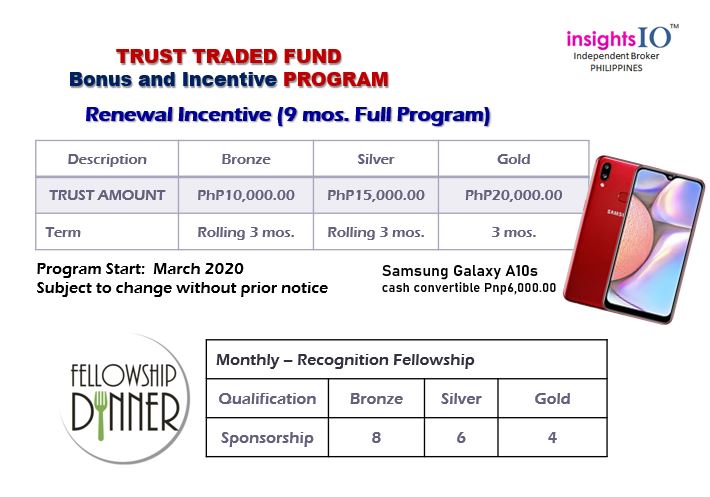 insightsIO™
Independent Broker
PHILIPPINES
TRUST TRADED FUND
Bonus and Incentive PROGRAM
Renewal Incentive (9 mos. Full Program)
Description Bronze Silver Gold
TRUST AMOUNT PhP10,000.00 PhP15,000.00 PhP20,000.00
Term Rolling 3 mos. Rolling 3 mos. 3 mos.
Program Start: March 2020
Subject to change without prior notice
Samsung Galaxy A10s
cash convertible Pnp6,000.00
SAMSUNG
FELLOWSHIP
DINNER
Monthly – Recognition Fellowship
Qualification Bronze Silver Gold
Sponsorship 8 6 4